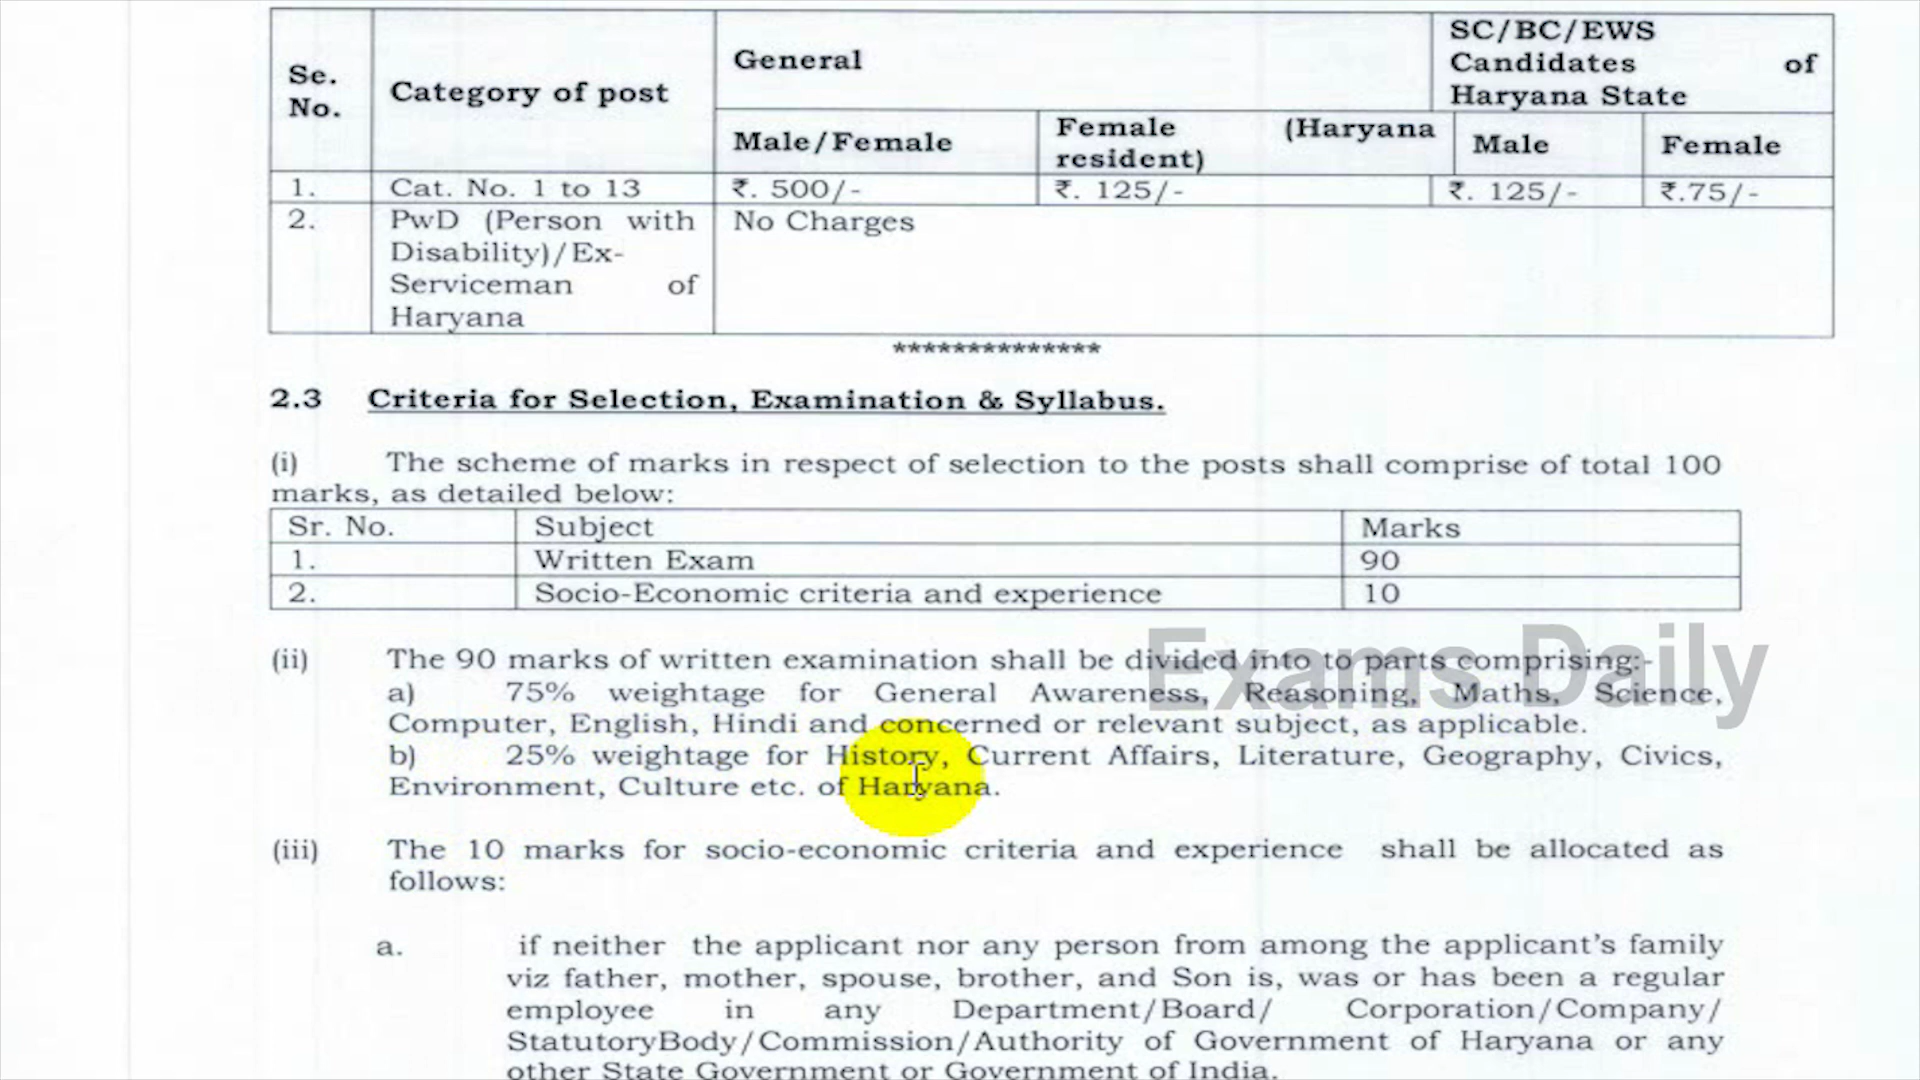 Se. No.
Category of post
General
SC/BC/EWS
Candidates of
Haryana State
Male/Female
Female (Haryana
resident)
Male
Female
1. Cat. No. 1 to 13 ₹. 500/- ₹. 125/- ₹. 125/- ₹.75/-
2. PwD (Person with No Charges
Disability)/Ex-
Serviceman of
Haryana
**************
2.3 Criteria for Selection, Examination & Syllabus.
(i) The scheme of marks in respect of selection to the posts shall comprise of total 100
marks, as detailed below:
Sr. No. Subject Marks
1. Written Exam 90
2. Socio-Economic criteria and experience 10
Exams Daily
(ii) The 90 marks of written examination shall be divided into to parts comprising:-
a) 75% weightage for General Awareness, Reasoning, Maths, Science,
Computer, English, Hindi and concerned or relevant subject, as applicable.
b) 25% weightage for History, Current Affairs, Literature, Geography, Civics,
Environment, Culture etc. of Haryana.
(iii) The 10 marks for socio-economic criteria and experience shall be allocated as
follows:
a. if neither the applicant nor any person from among the applicant's family
viz father, mother, spouse, brother, and Son is, was or has been a regular
employee in any Department/Board/ Corporation/Company/
StatutoryBody/Commission/Authority of Government of Haryana or any
other State Government or Government of India.